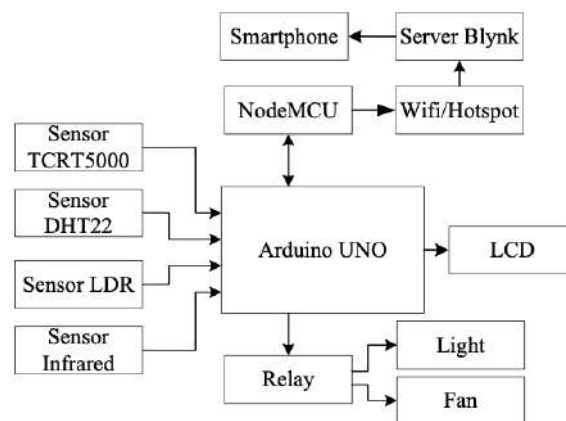 Smartphone
Server Blynk
NodeMCU
Wifi/Hotspot
Sensor
TCRT5000
Sensor
DHT22
Sensor LDR
Sensor
Infrared
Arduino UNO
LCD
Relay
Light
Fan